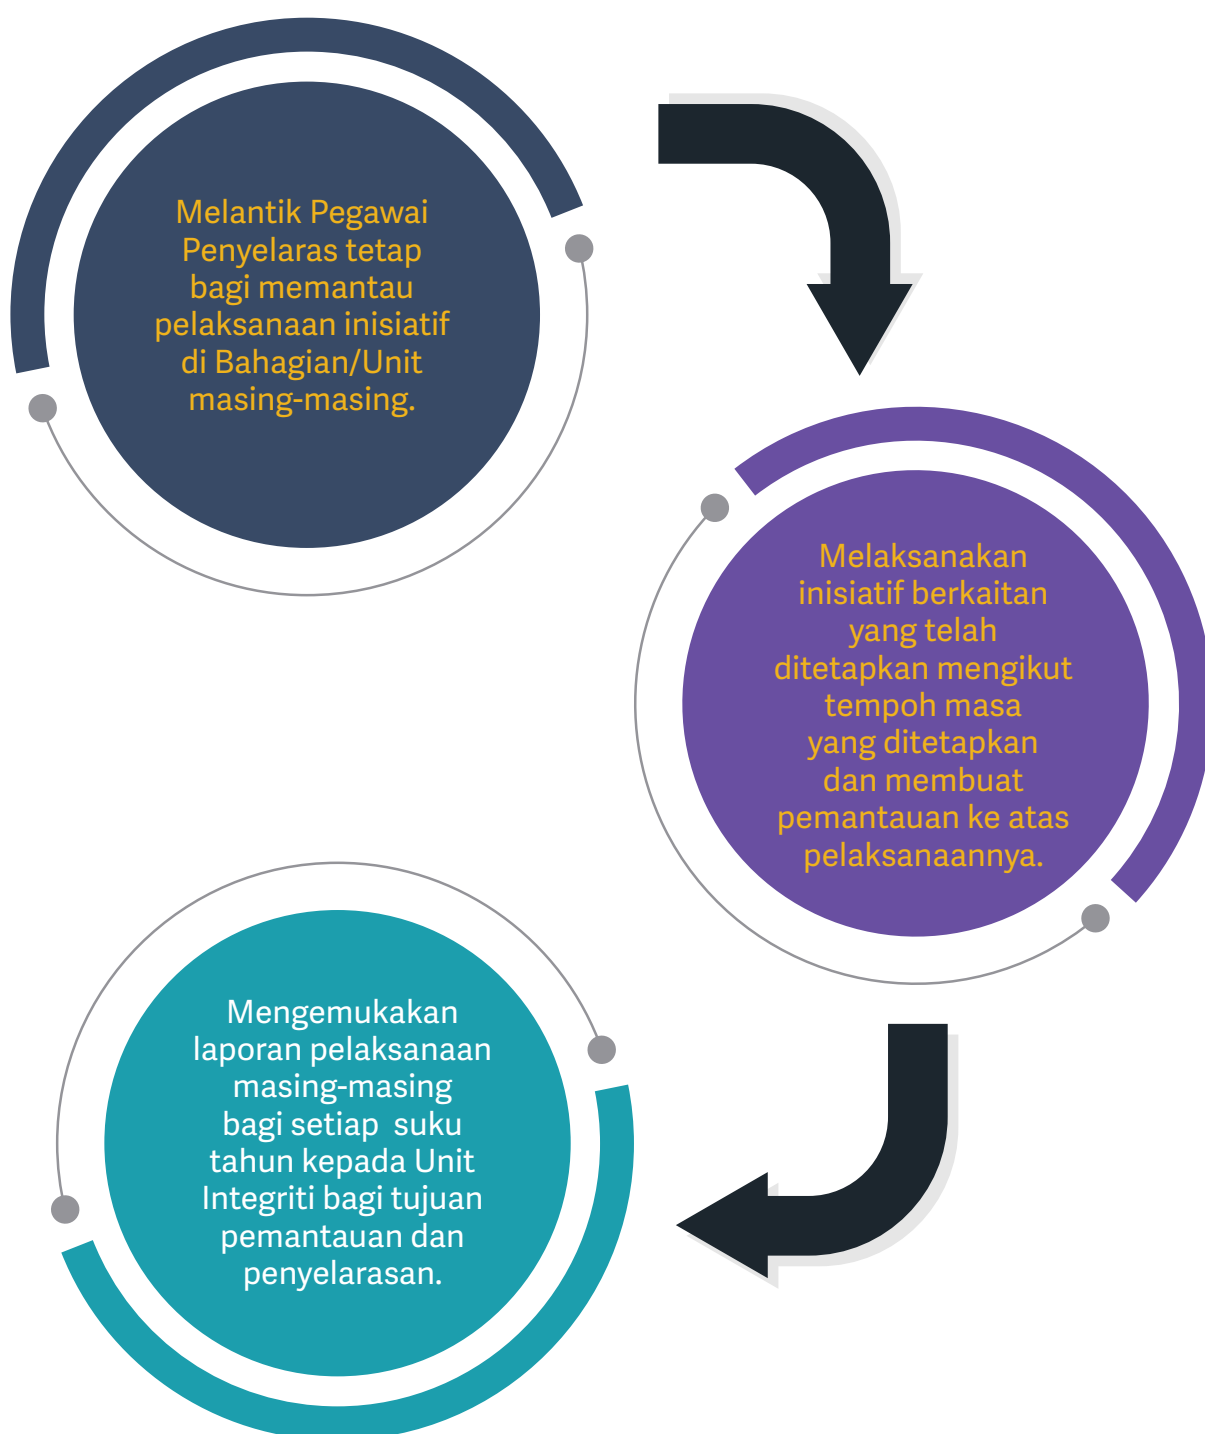 Melantik Pegawai
Penyelaras tetap
bagi memantau
pelaksanaan inisiatif
di Bahagian/Unit
masing-masing.
Melaksanakan
inisiatif berkaitan
yang telah
ditetapkan mengikut
tempoh masa
yang ditetapkan
dan membuat
pemantauan ke atas
pelaksanaannya.
Mengemukakan
laporan pelaksanaan
masing-masing
bagi setiap suku
tahun kepada Unit
Integriti bagi tujuan
pemantauan dan
penyelarasan.